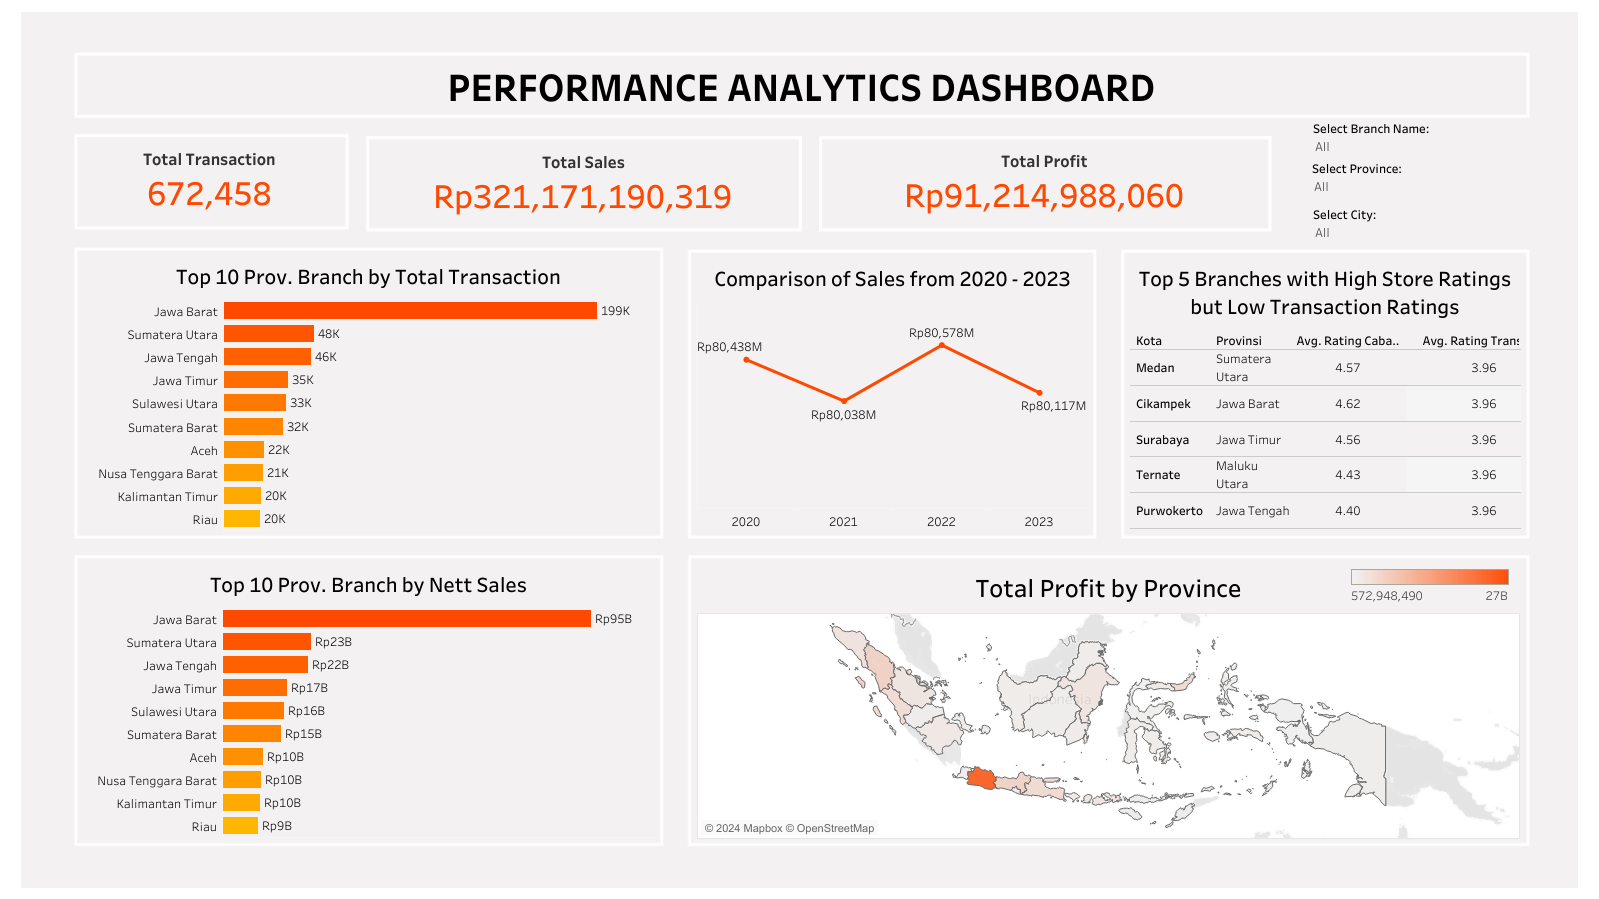 PERFORMANCE ANALYTICS DASHBOARD
Total Transaction
672,458
Total Sales
Rp321,171,190,319
Total Profit
Rp91,214,988,060
Select Branch Name:
All
Select Province:
All
Select City:
All
Top 10 Prov. Branch by Total Transaction
Jawa Barat 199K
Sumatera Utara 48K
Jawa Tengah 46K
Jawa Timur 35K
Sulawesi Utara 33K
Sumatera Barat 32K
Aceh 22K
Nusa Tenggara Barat 21K
Kalimantan Timur 20K
Riau 20K
Comparison of Sales from 2020 - 2023
Rp80,438M
Rp80,038M
Rp80,578M
Rp80,117M
2020 2021 2022 2023
Top 5 Branches with High Store Ratings
but Low Transaction Ratings
Kota Provinsi Avg. Rating Caba.. Avg. Rating Trans
Medan Sumatera Utara 4.57 3.96
Cikampek Jawa Barat 4.62 3.96
Surabaya Jawa Timur 4.56 3.96
Ternate Maluku Utara 4.43 3.96
Purwokerto Jawa Tengah 4.40 3.96
Top 10 Prov. Branch by Nett Sales
Jawa Barat Rp95B
Sumatera Utara Rp23B
Jawa Tengah Rp22B
Jawa Timur Rp17B
Sulawesi Utara Rp16B
Sumatera Barat Rp15B
Aceh Rp10B
Nusa Tenggara Barat Rp10B
Kalimantan Timur Rp10B
Riau Rp9B
Total Profit by Province
572,948,490 27B
Indonesia
© 2024 Mapbox © OpenStreetMap